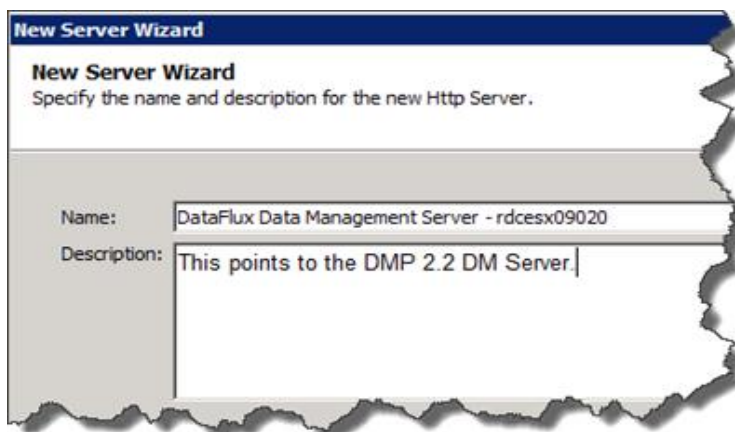 New Server Wizard
New Server Wizard
Specify the name and description for the new Http Server.
Name: DataFlux Data Management Server - rdcesx09020
Description: This points to the DMP 2.2 DM Server.